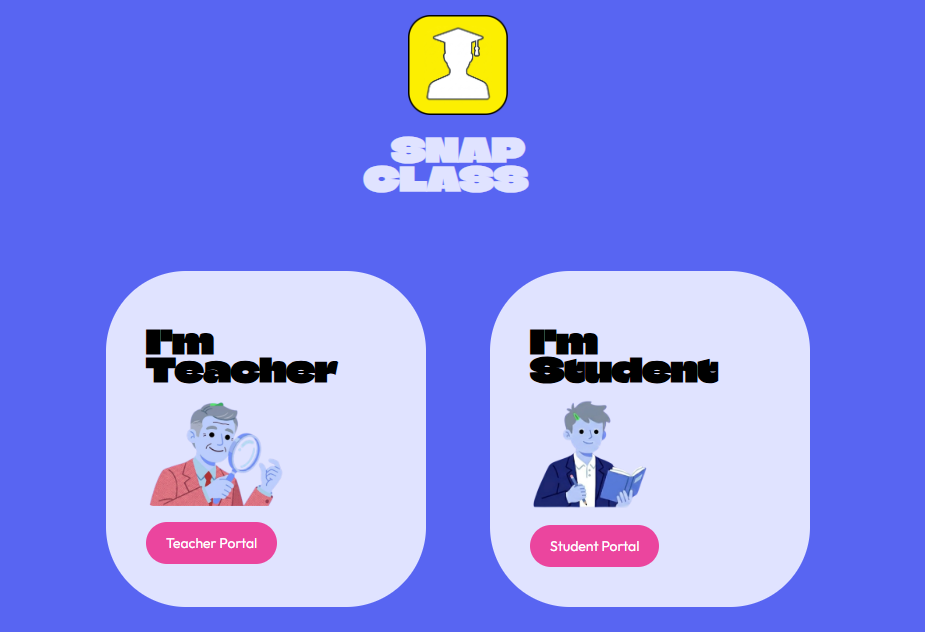 SNAP
CLASS
I'm
Teacher
Teacher Portal
I'm
Student
Student Portal